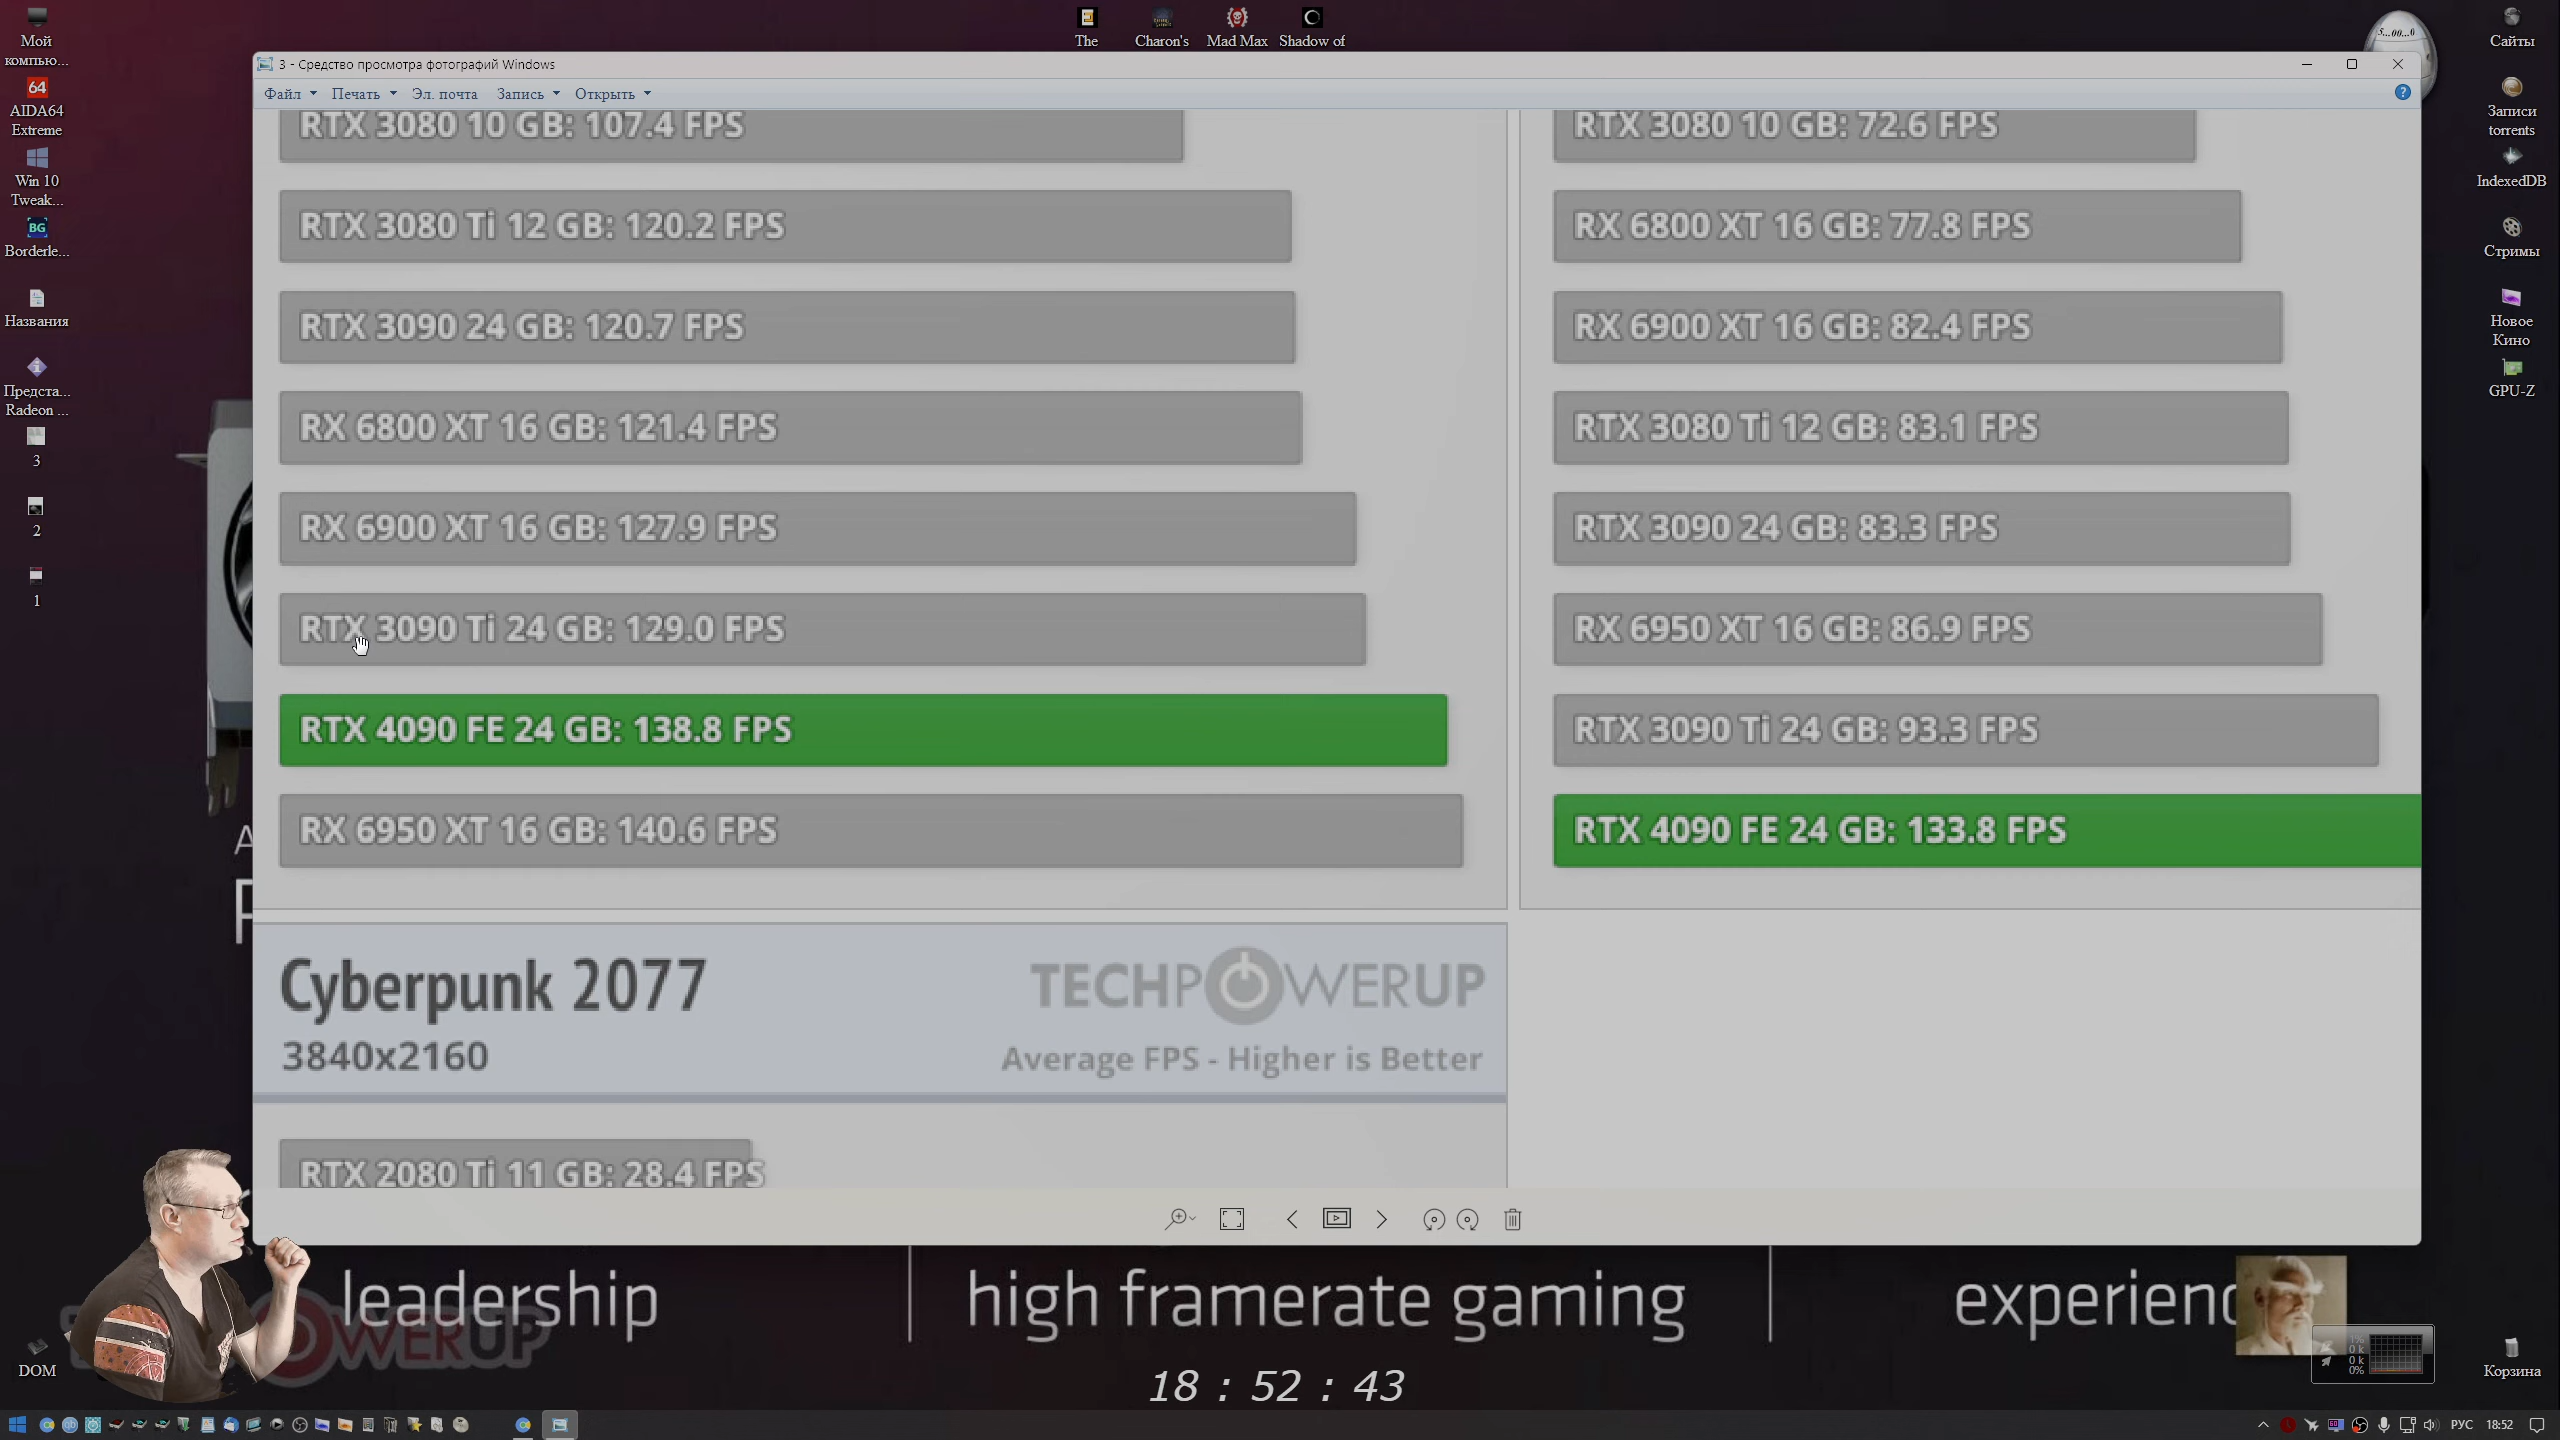 Мой
компью...
AIDA64
Extreme
Win 10
Tweak...
Borderle...
Названия
Предста...
Radeon ...
3
2
1
DOM
The
Charon's
Mad Max
Shadow of
Сайты
Записи
torrents
IndexedDB
Стримы
Новое
Кино
GPU-Z
Корзина
3 - Средство просмотра фотографий Windows
Файл
Печать
Эл. почта
Запись
Открыть
RTX 3080 10 GB: 107.4 FPS
RTX 3080 Ti 12 GB: 120.2 FPS
RTX 3090 24 GB: 120.7 FPS
RX 6800 XT 16 GB: 121.4 FPS
RX 6900 XT 16 GB: 127.9 FPS
RTX 3090 Ti 24 GB: 129.0 FPS
RTX 4090 FE 24 GB: 138.8 FPS
RX 6950 XT 16 GB: 140.6 FPS
RTX 3080 10 GB: 72.6 FPS
RX 6800 XT 16 GB: 77.8 FPS
RX 6900 XT 16 GB: 82.4 FPS
RTX 3080 Ti 12 GB: 83.1 FPS
RTX 3090 24 GB: 83.3 FPS
RX 6950 XT 16 GB: 86.9 FPS
RTX 3090 Ti 24 GB: 93.3 FPS
RTX 4090 FE 24 GB: 133.8 FPS
Cyberpunk 2077
TECHPOWERUP
3840x2160
Average FPS - Higher is Better
RTX 2080 Ti 11 GB: 28.4 FPS
leadership
high framerate gaming
experienc
18 : 52 : 43
РУС
18:52